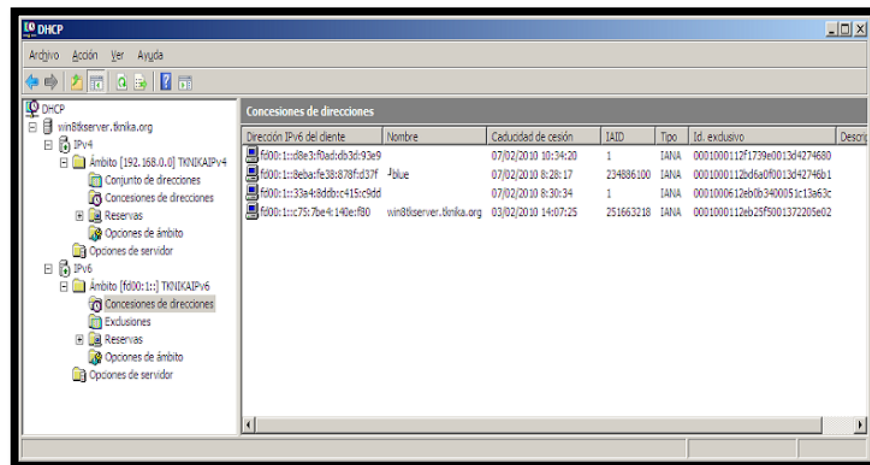 DHCP
Archivo Acción Ver Ayuda
DHCP
win8tkserver.tknika.org
IPv4
Ámbito [192.168.0.0] TKNIKAIPv4
Conjunto de direcciones
Concesiones de direcciones
Reservas
Opciones de ámbito
Opciones de servidor
IPv6
Ámbito [fd00:1::] TKNIKAIPv6
Concesiones de direcciones
Exclusiones
Reservas
Opciones de ámbito
Opciones de servidor
Concesiones de direcciones
Dirección IPv6 del cliente Nombre Caducidad de cesión IAID Tipo Id. exclusivo Descrip
fd00:1::d8e3:f0ad:db3d:93e9 07/02/2010 10:34:20 1 IANA 0001000112f1739e0013d4274680
fd00:1::8eba:fe38:878f:d37f blue 07/02/2010 8:28:17 234886100 IANA 0001000112bd6a0f0013d42746b1
fd00:1::33a4:8ddb:c415:c9dd 07/02/2010 8:30:34 1 IANA 0001000612eb0b3400051c13a63c
fd00:1::c75:7be4:140e:f80 win8tkserver.tknika.org 03/02/2010 14:07:25 251663218 IANA 0001000112eb25f5001372205e02